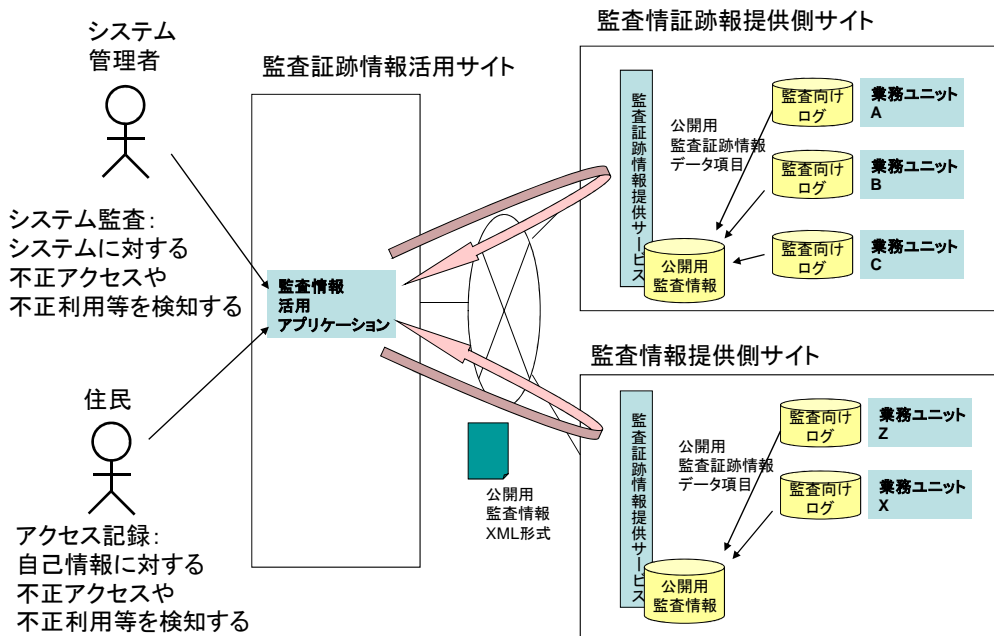 システム
管理者
システム監査:
システムに対する
不正アクセスや
不正利用等を検知する
住民
アクセス記録:
自己情報に対する
不正アクセスや
不正利用等を検知する
監査証跡情報活用サイト
監査情報
活用
アプリケーション
公開用
監査情報
XML形式
監査情証跡報提供側サイト
監査証跡情報提供サービス
公開用
監査証跡情報
データ項目
監査向け
ログ
業務ユニット
A
監査向け
ログ
業務ユニット
B
監査向け
ログ
業務ユニット
C
公開用
監査情報
監査情報提供側サイト
監査証跡情報提供サービス
公開用
監査証跡情報
データ項目
監査向け
ログ
業務ユニット
Z
監査向け
ログ
業務ユニット
X
公開用
監査情報